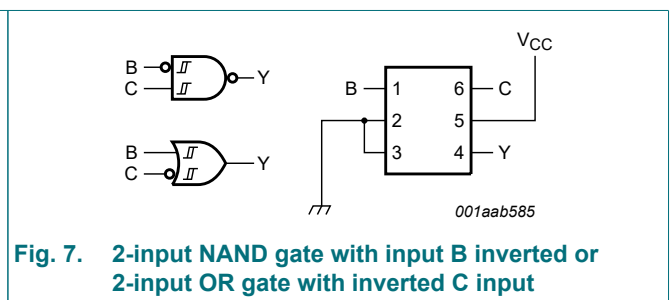 B
C
Y
B
C
Y
V_CC
B 1 6 C
2 5
3 4 Y
001aab585
Fig. 7. 2-input NAND gate with input B inverted or
2-input OR gate with inverted C input